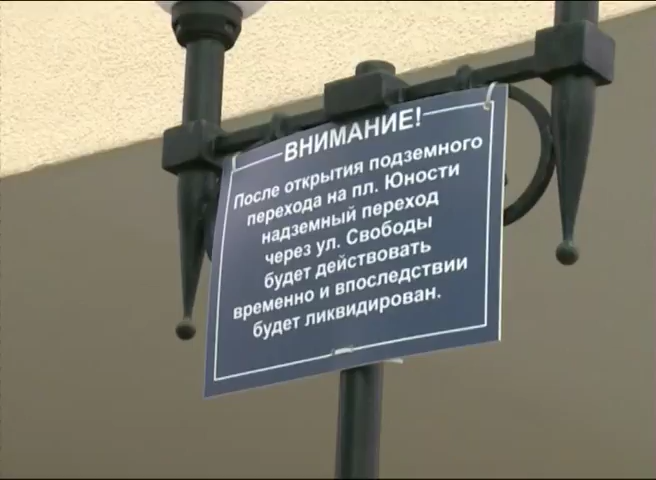 ВНИМАНИЕ!
После открытия подземного
перехода на пл. Юности
надземный переход
через ул. Свободы
будет действовать
временно и впоследствии
будет ликвидирован.